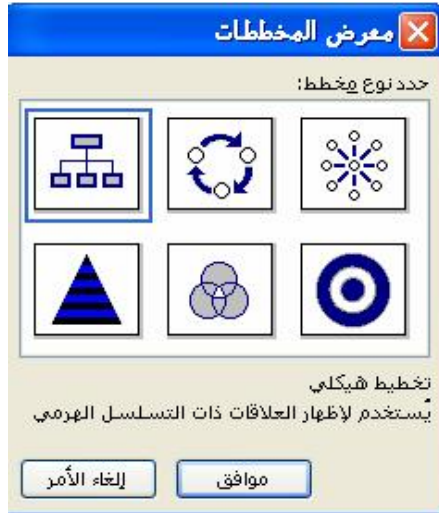 معرض المخططات
حدد نوع مخطط:
تخطيط هيكلي
يُستخدم لإظهار العلاقات ذات التسلسل الهرمي
موافق
إلغاء الأمر